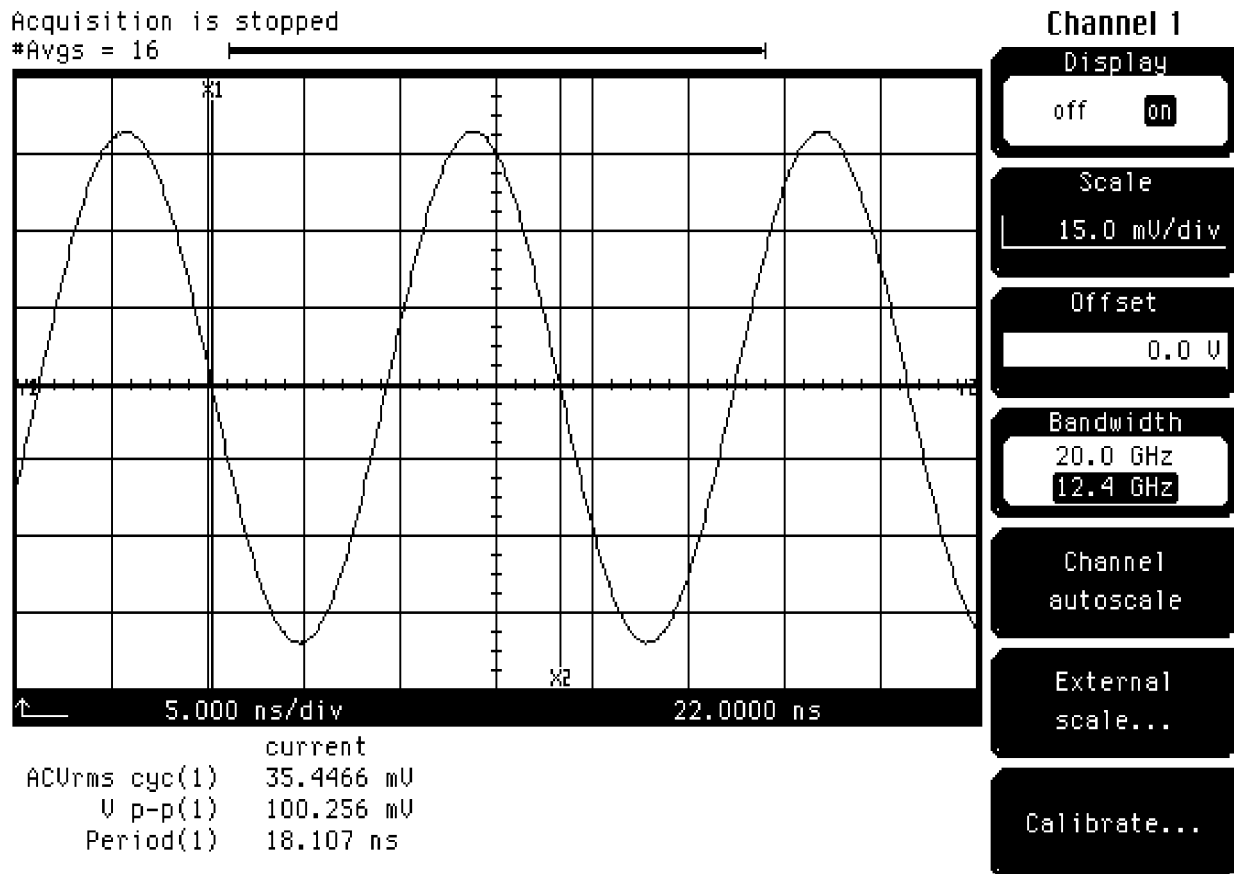 Acquisition is stopped
#Avgs = 16
Channel 1
Display
off on
Scale
15.0 mV/div
Offset
0.0 V
Bandwidth
20.0 GHz
12.4 GHz
Channel
autoscale
External
scale...
Calibrate...
X1
X2
5.000 ns/div 22.0000 ns
current
ACVrms cyc(1) 35.4466 mV
V p-p(1) 100.256 mV
Period(1) 18.107 ns